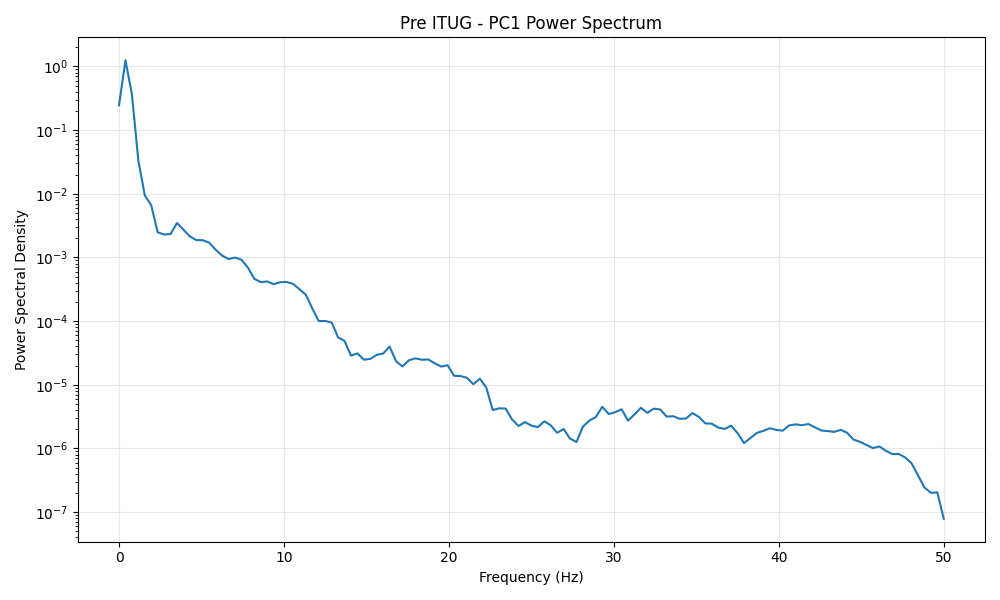 Pre ITUG - PC1 Power Spectrum
Power Spectral Density
10⁰
10⁻¹
10⁻²
10⁻³
10⁻⁴
10⁻⁵
10⁻⁶
10⁻⁷
0 10 20 30 40 50
Frequency (Hz)